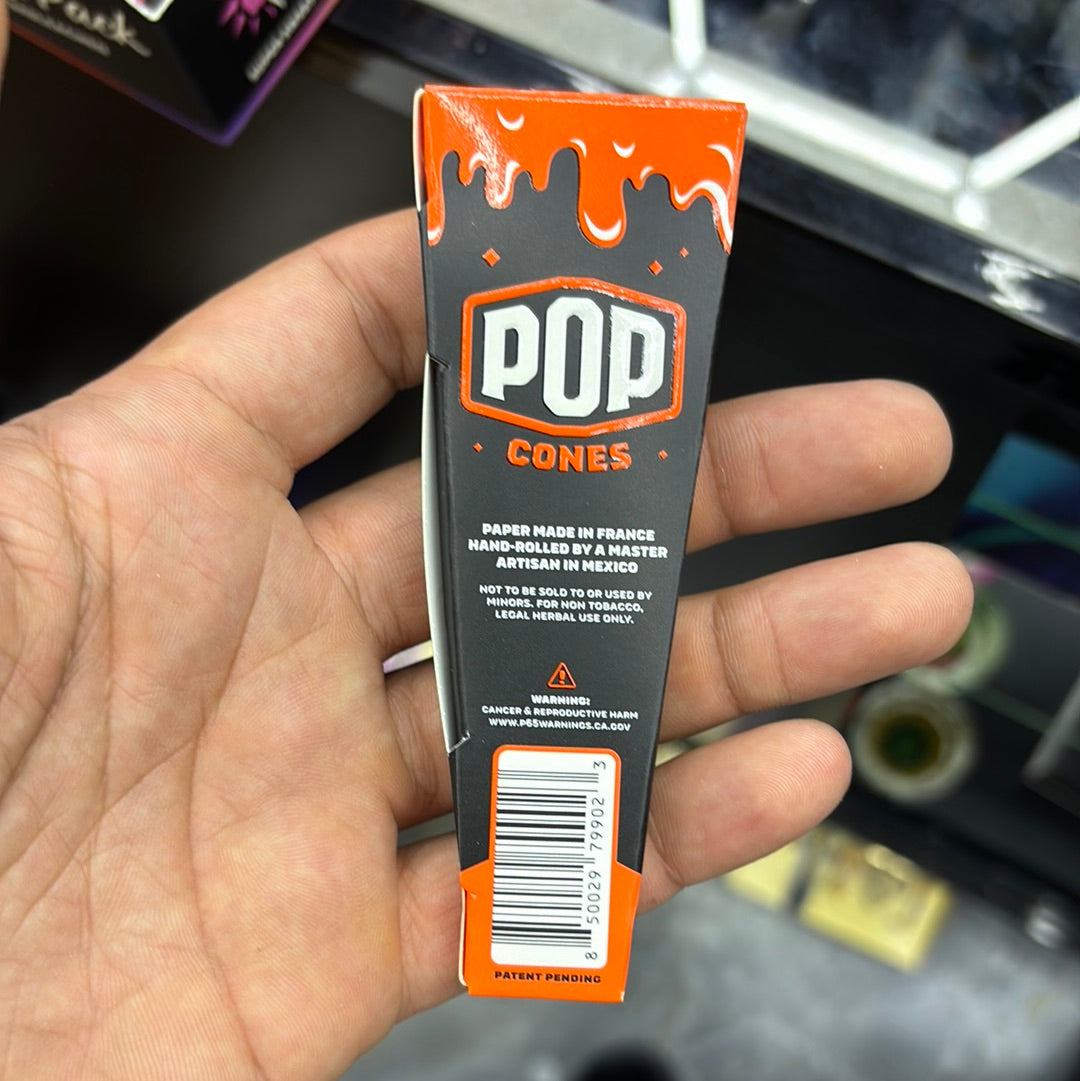 Pack
POP
CONES
PAPER MADE IN FRANCE
HAND-ROLLED BY A MASTER
ARTISAN IN MEXICO
NOT TO BE SOLD TO OR USED BY
MINORS. FOR NON TOBACCO,
LEGAL HERBAL USE ONLY.
WARNING:
CANCER & REPRODUCTIVE HARM
WWW.P65WARNINGS.CA.GOV
8 50029 79902 3
PATENT PENDING